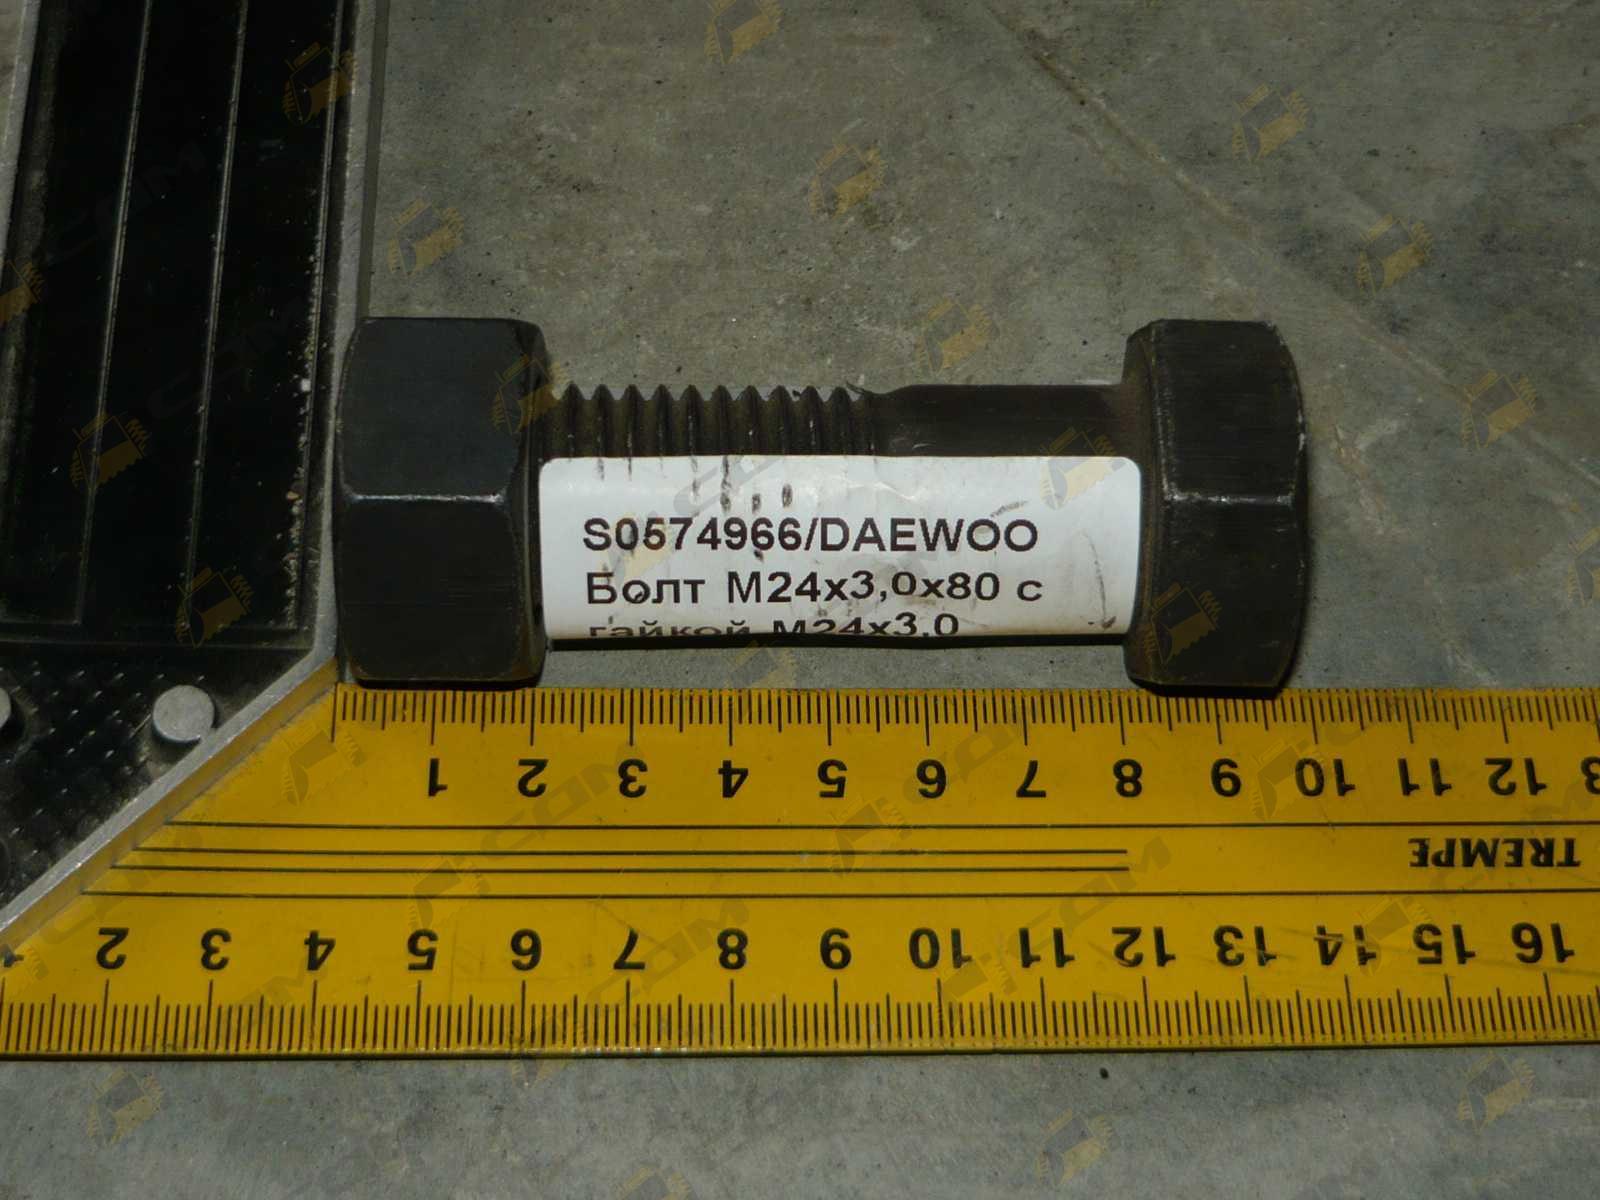 S0574966/DAEWOO
Болт М24х3,0х80 с
гайкой М24х3,0
1 2 3 4 5 6 7 8 9 10 11 12
TREMPE
2 3 4 5 6 7 8 9 10 11 12 13 14 15 16